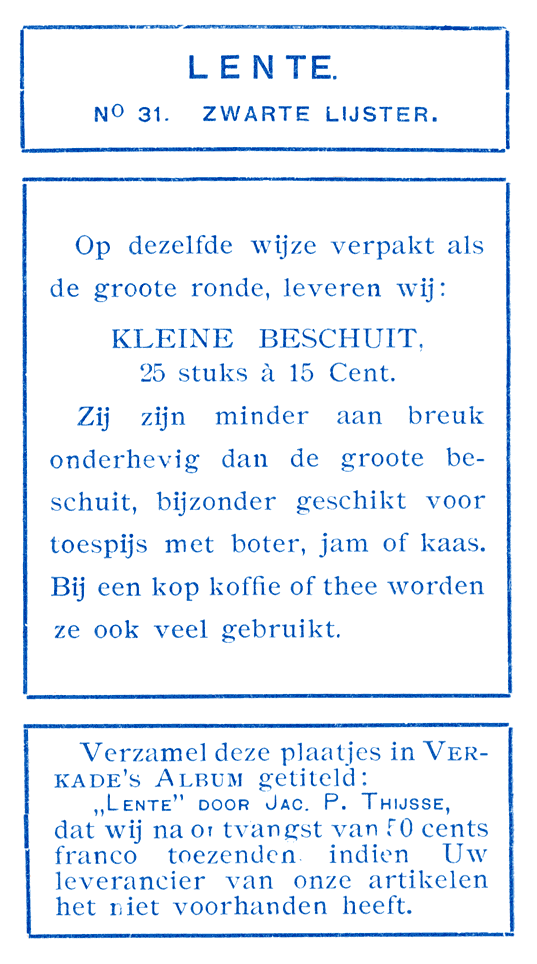 LENTE.
Nº 31. ZWARTE LIJSTER.
Op dezelfde wijze verpakt als
de groote ronde, leveren wij:
KLEINE BESCHUIT,
25 stuks à 15 Cent.
Zij zijn minder aan breuk
onderhevig dan de groote be-
schuit, bijzonder geschikt voor
toespijs met boter, jam of kaas.
Bij een kop koffie of thee worden
ze ook veel gebruikt.
Verzamel deze plaatjes in VER-
KADE'S ALBUM getiteld:
„LENTE" DOOR JAC. P. THIJSSE,
dat wij na ontvangst van 50 cents
franco toezenden indien Uw
leverancier van onze artikelen
het niet voorhanden heeft.